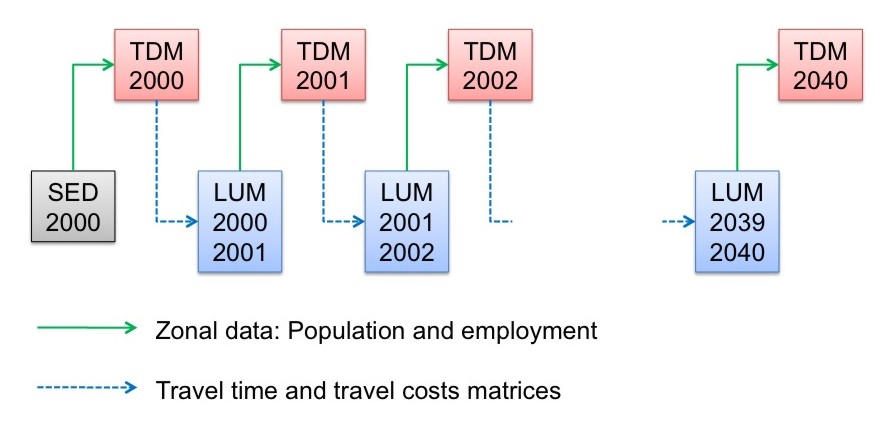 TDM
2000
TDM
2001
TDM
2002
TDM
2040
SED
2000
LUM
2000
2001
LUM
2001
2002
LUM
2039
2040
Zonal data: Population and employment
Travel time and travel costs matrices